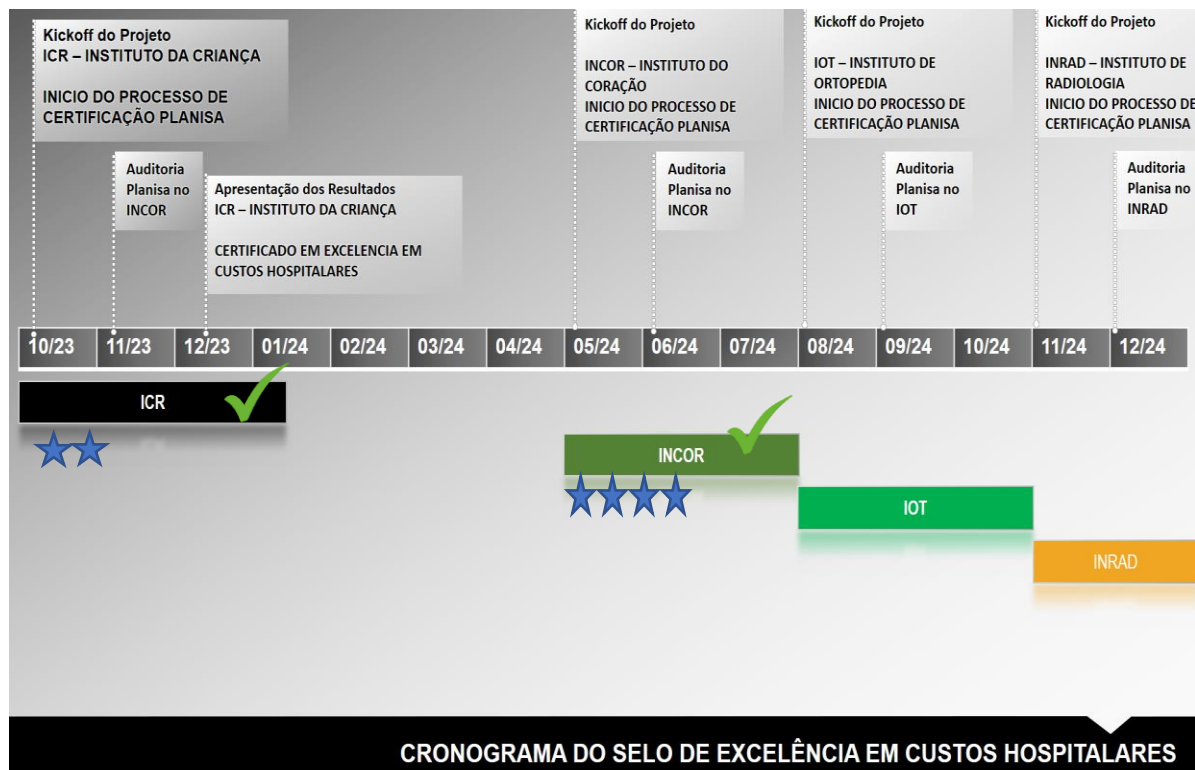 Kickoff do Projeto
ICR – INSTITUTO DA CRIANÇA
INICIO DO PROCESSO DE
CERTIFICAÇÃO PLANISA
Auditoria
Planisa no
INCOR
Apresentação dos Resultados
ICR – INSTITUTO DA CRIANÇA
CERTIFICADO EM EXCELENCIA EM
CUSTOS HOSPITALARES
Kickoff do Projeto
INCOR – INSTITUTO DO
CORAÇÃO
INICIO DO PROCESSO DE
CERTIFICAÇÃO PLANISA
Auditoria
Planisa no
INCOR
Kickoff do Projeto
IOT – INSTITUTO DE
ORTOPEDIA
INICIO DO PROCESSO DE
CERTIFICAÇÃO PLANISA
Auditoria
Planisa no
IOT
Kickoff do Projeto
INRAD – INSTITUTO DE
RADIOLOGIA
INICIO DO PROCESSO DE
CERTIFICAÇÃO PLANISA
Auditoria
Planisa no
INRAD
10/23 11/23 12/23 01/24 02/24 03/24 04/24 05/24 06/24 07/24 08/24 09/24 10/24 11/24 12/24
ICR
INCOR
IOT
INRAD
CRONOGRAMA DO SELO DE EXCELÊNCIA EM CUSTOS HOSPITALARES